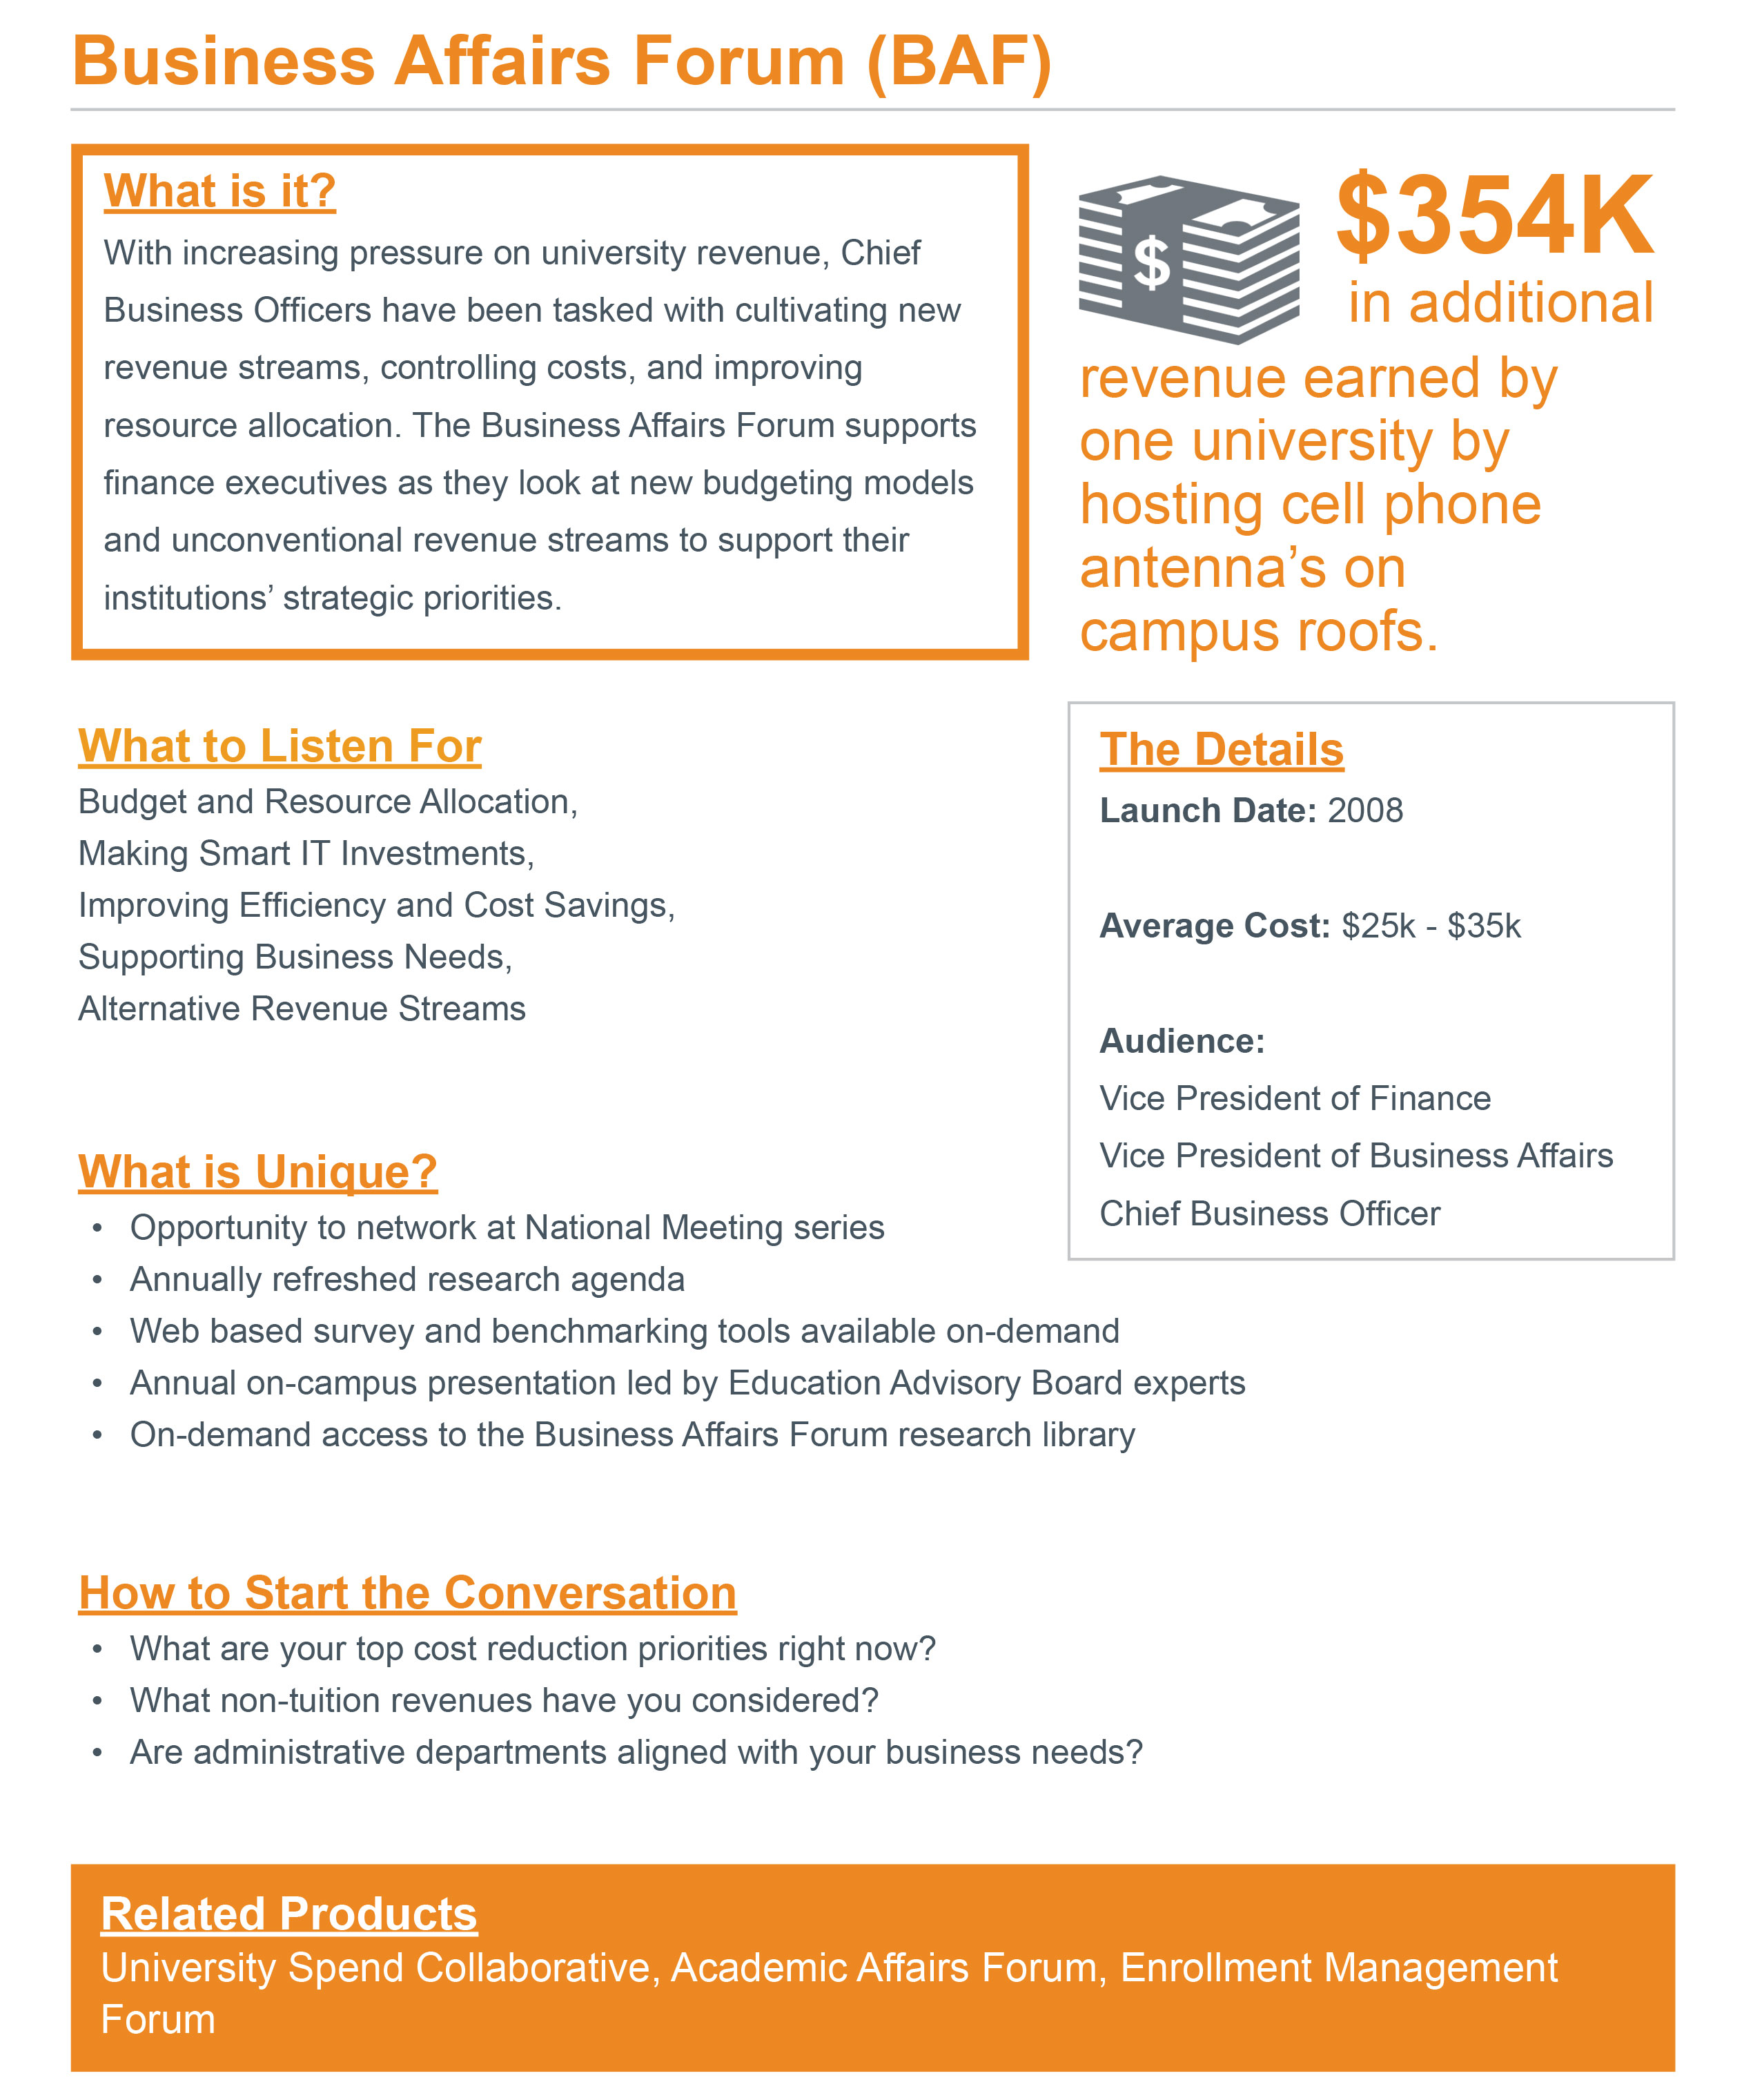 Business Affairs Forum (BAF)
What is it?
With increasing pressure on university revenue, Chief
Business Officers have been tasked with cultivating new
revenue streams, controlling costs, and improving
resource allocation. The Business Affairs Forum supports
finance executives as they look at new budgeting models
and unconventional revenue streams to support their
institutions’ strategic priorities.
$
$354K
in additional
revenue earned by
one university by
hosting cell phone
antenna’s on
campus roofs.
What to Listen For
Budget and Resource Allocation,
Making Smart IT Investments,
Improving Efficiency and Cost Savings,
Supporting Business Needs,
Alternative Revenue Streams
The Details
Launch Date: 2008
Average Cost: $25k - $35k
Audience:
Vice President of Finance
Vice President of Business Affairs
Chief Business Officer
What is Unique?
• Opportunity to network at National Meeting series
• Annually refreshed research agenda
• Web based survey and benchmarking tools available on-demand
• Annual on-campus presentation led by Education Advisory Board experts
• On-demand access to the Business Affairs Forum research library
How to Start the Conversation
• What are your top cost reduction priorities right now?
• What non-tuition revenues have you considered?
• Are administrative departments aligned with your business needs?
Related Products
University Spend Collaborative, Academic Affairs Forum, Enrollment Management
Forum